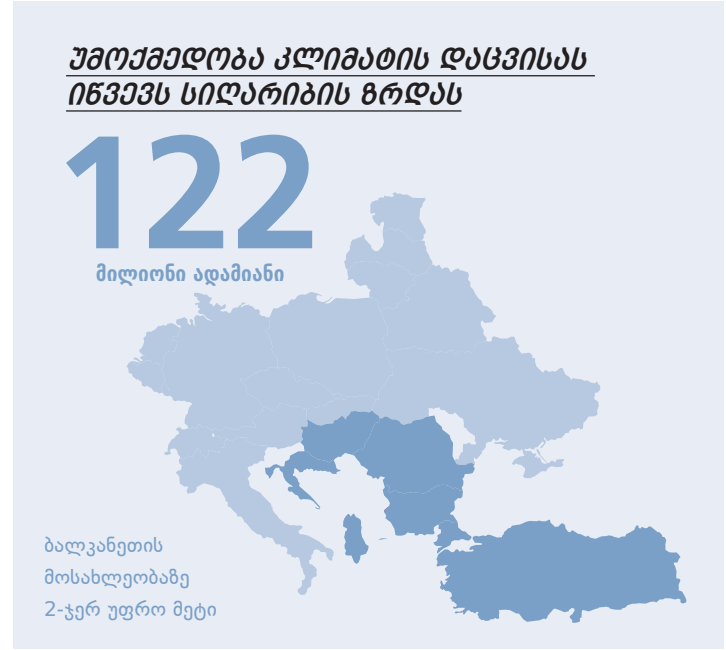 უმოქმედობა კლიმატის დაცვისას
იწვევს სიღარიბის ზრდას
122
მილიონი ადამიანი
ბალკანეთის
მოსახლეობაზე
2-ჯერ უფრო მეტი